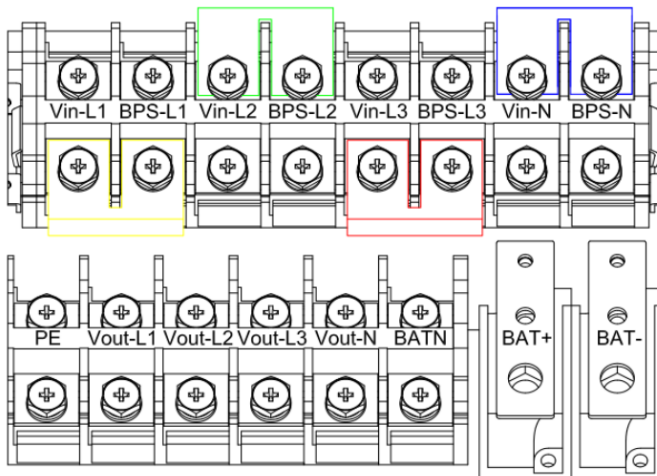 Vin-L1 BPS-L1 Vin-L2 BPS-L2 Vin-L3 BPS-L3 Vin-N BPS-N
PE Vout-L1 Vout-L2 Vout-L3 Vout-N BATN BAT+ BAT-